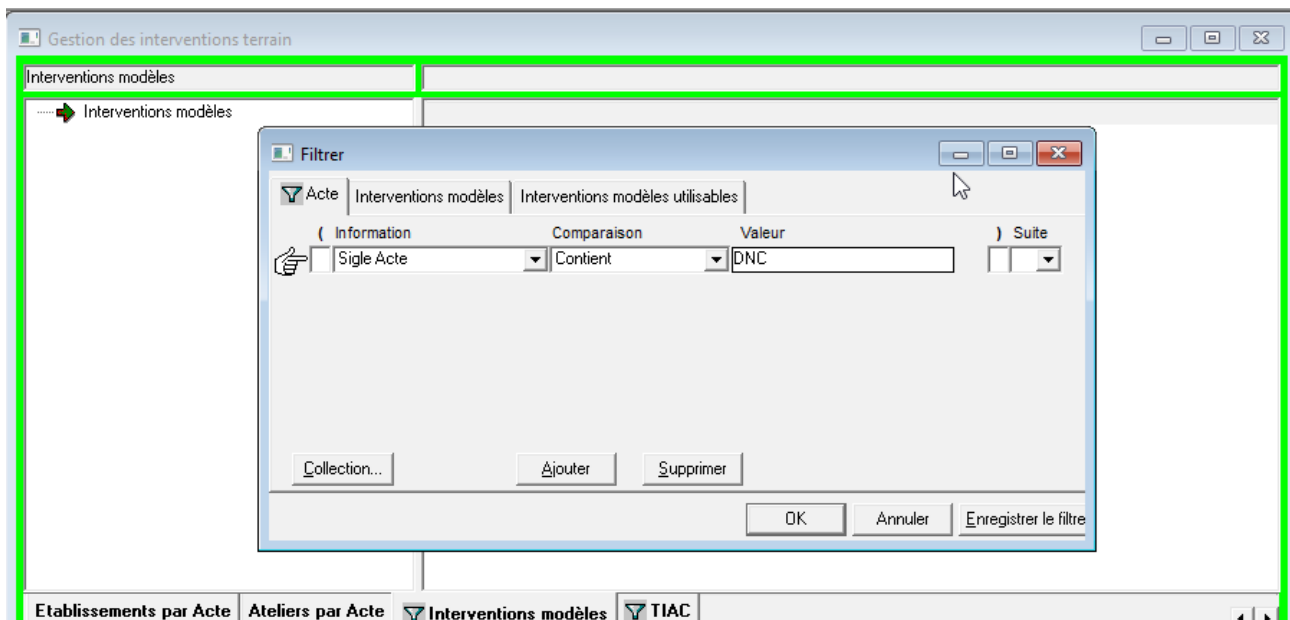 Gestion des interventions terrain
Interventions modèles
Interventions modèles
Filtrer
Acte Interventions modèles Interventions modèles utilisables
( Information Comparaison Valeur ) Suite
Sigle Acte Contient DNC
Collection... Ajouter Supprimer
OK Annuler Enregistrer le filtre
Etablissements par Acte Ateliers par Acte Interventions modèles TIAC